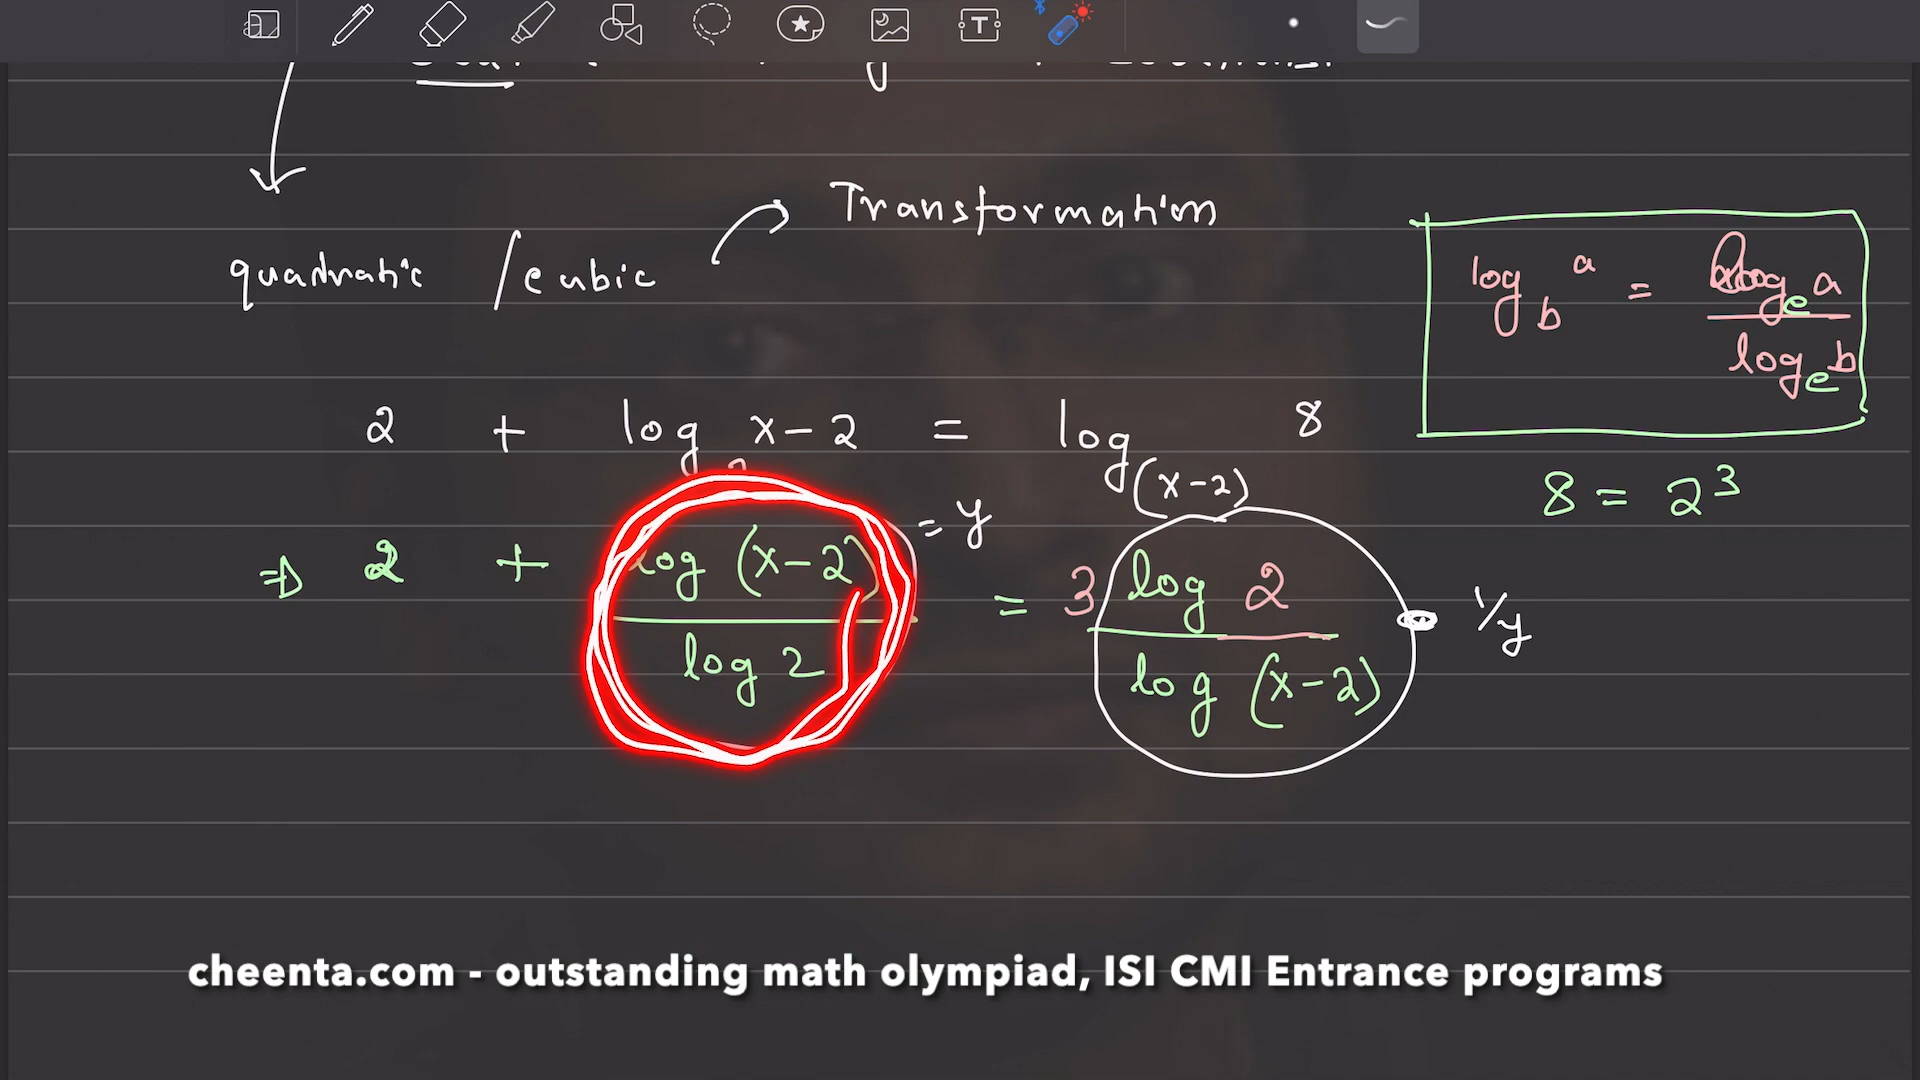 Transformation
quadratic / cubic
log_b a = log_e a / log_e b
2 + log x-2 = log_(x-2) 8
8 = 2^3
⇒ 2 + log (x-2) / log 2 = y = 3 log 2 / log (x-2) 1/y
cheenta.com - outstanding math olympiad, ISI CMI Entrance programs